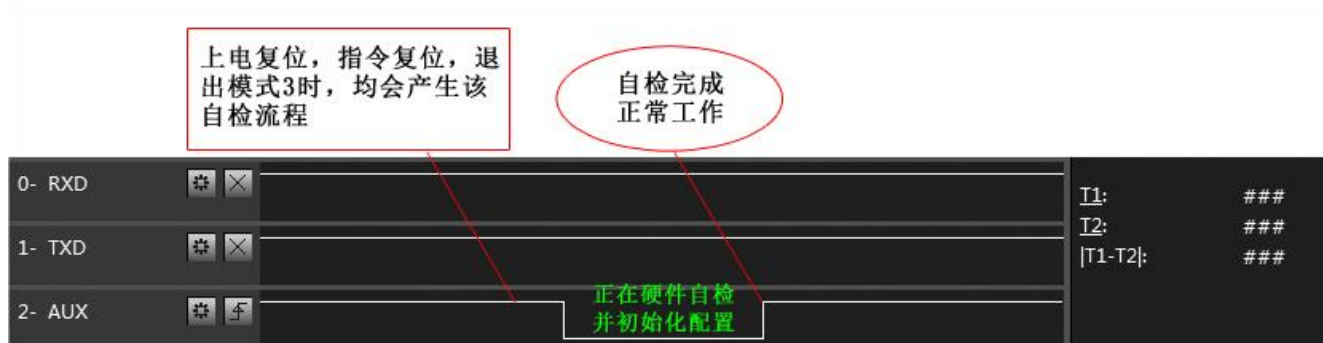 上电复位，指令复位，退
出模式3时，均会产生该
自检流程
自检完成
正常工作
0- RXD
T1: ###
T2: ###
1- TXD
|T1-T2|: ###
正在硬件自检
2- AUX
并初始化配置